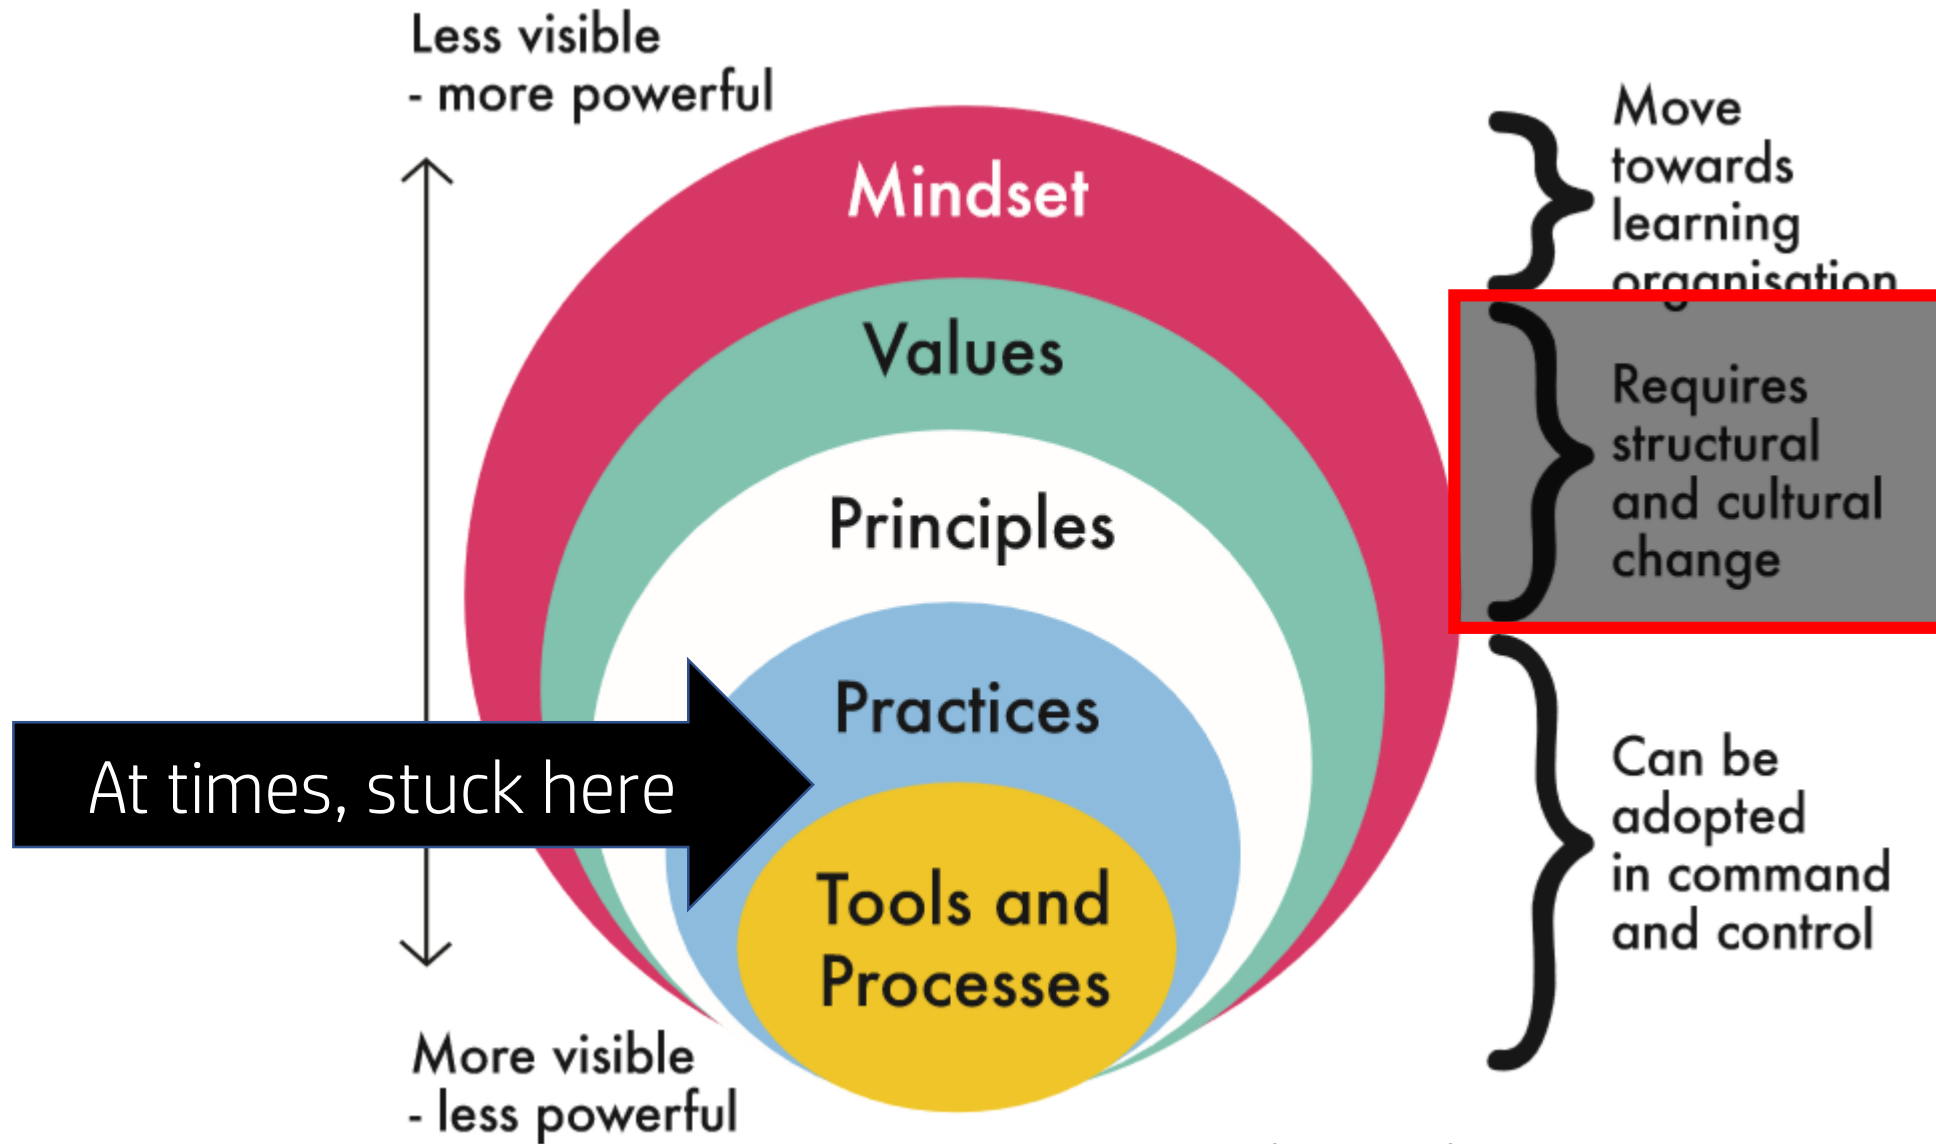 Less visible
- more powerful
Mindset
Values
Principles
Practices
Tools and
Processes
At times, stuck here
More visible
- less powerful
Move
towards
learning
organisation
Requires
structural
and cultural
change
Can be
adopted
in command
and control